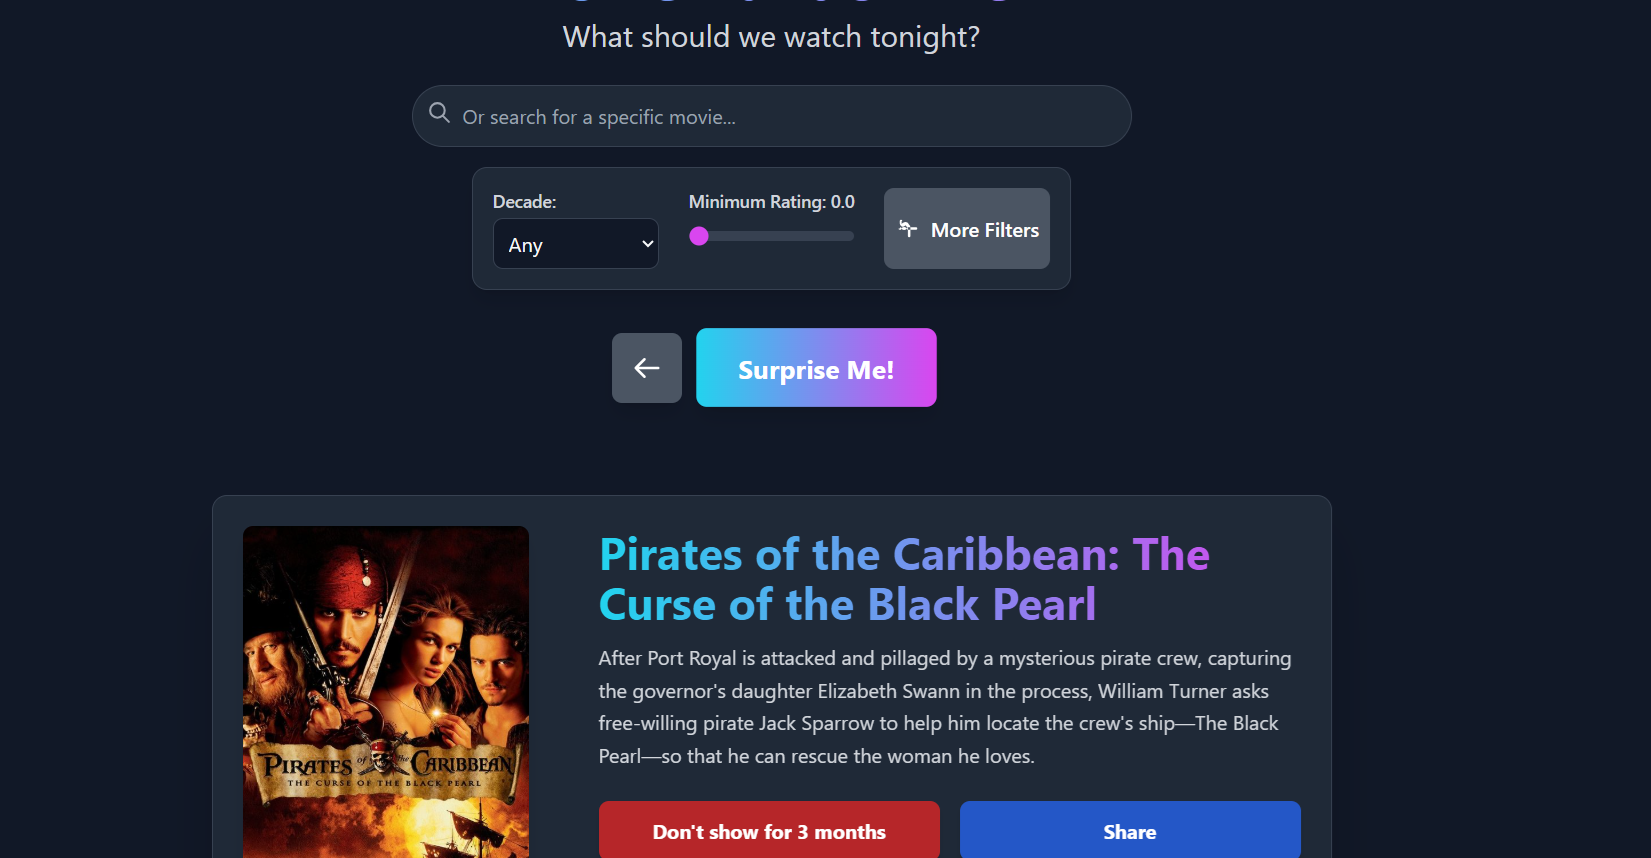 What should we watch tonight?
Or search for a specific movie...
Decade:
Any
Minimum Rating: 0.0
More Filters
Surprise Me!
Pirates of the Caribbean: The
Curse of the Black Pearl
After Port Royal is attacked and pillaged by a mysterious pirate crew, capturing
the governor's daughter Elizabeth Swann in the process, William Turner asks
free-willing pirate Jack Sparrow to help him locate the crew's ship—The Black
Pearl—so that he can rescue the woman he loves.
PIRATES of the CARIBBEAN
THE CURSE OF THE BLACK PEARL
Don't show for 3 months
Share